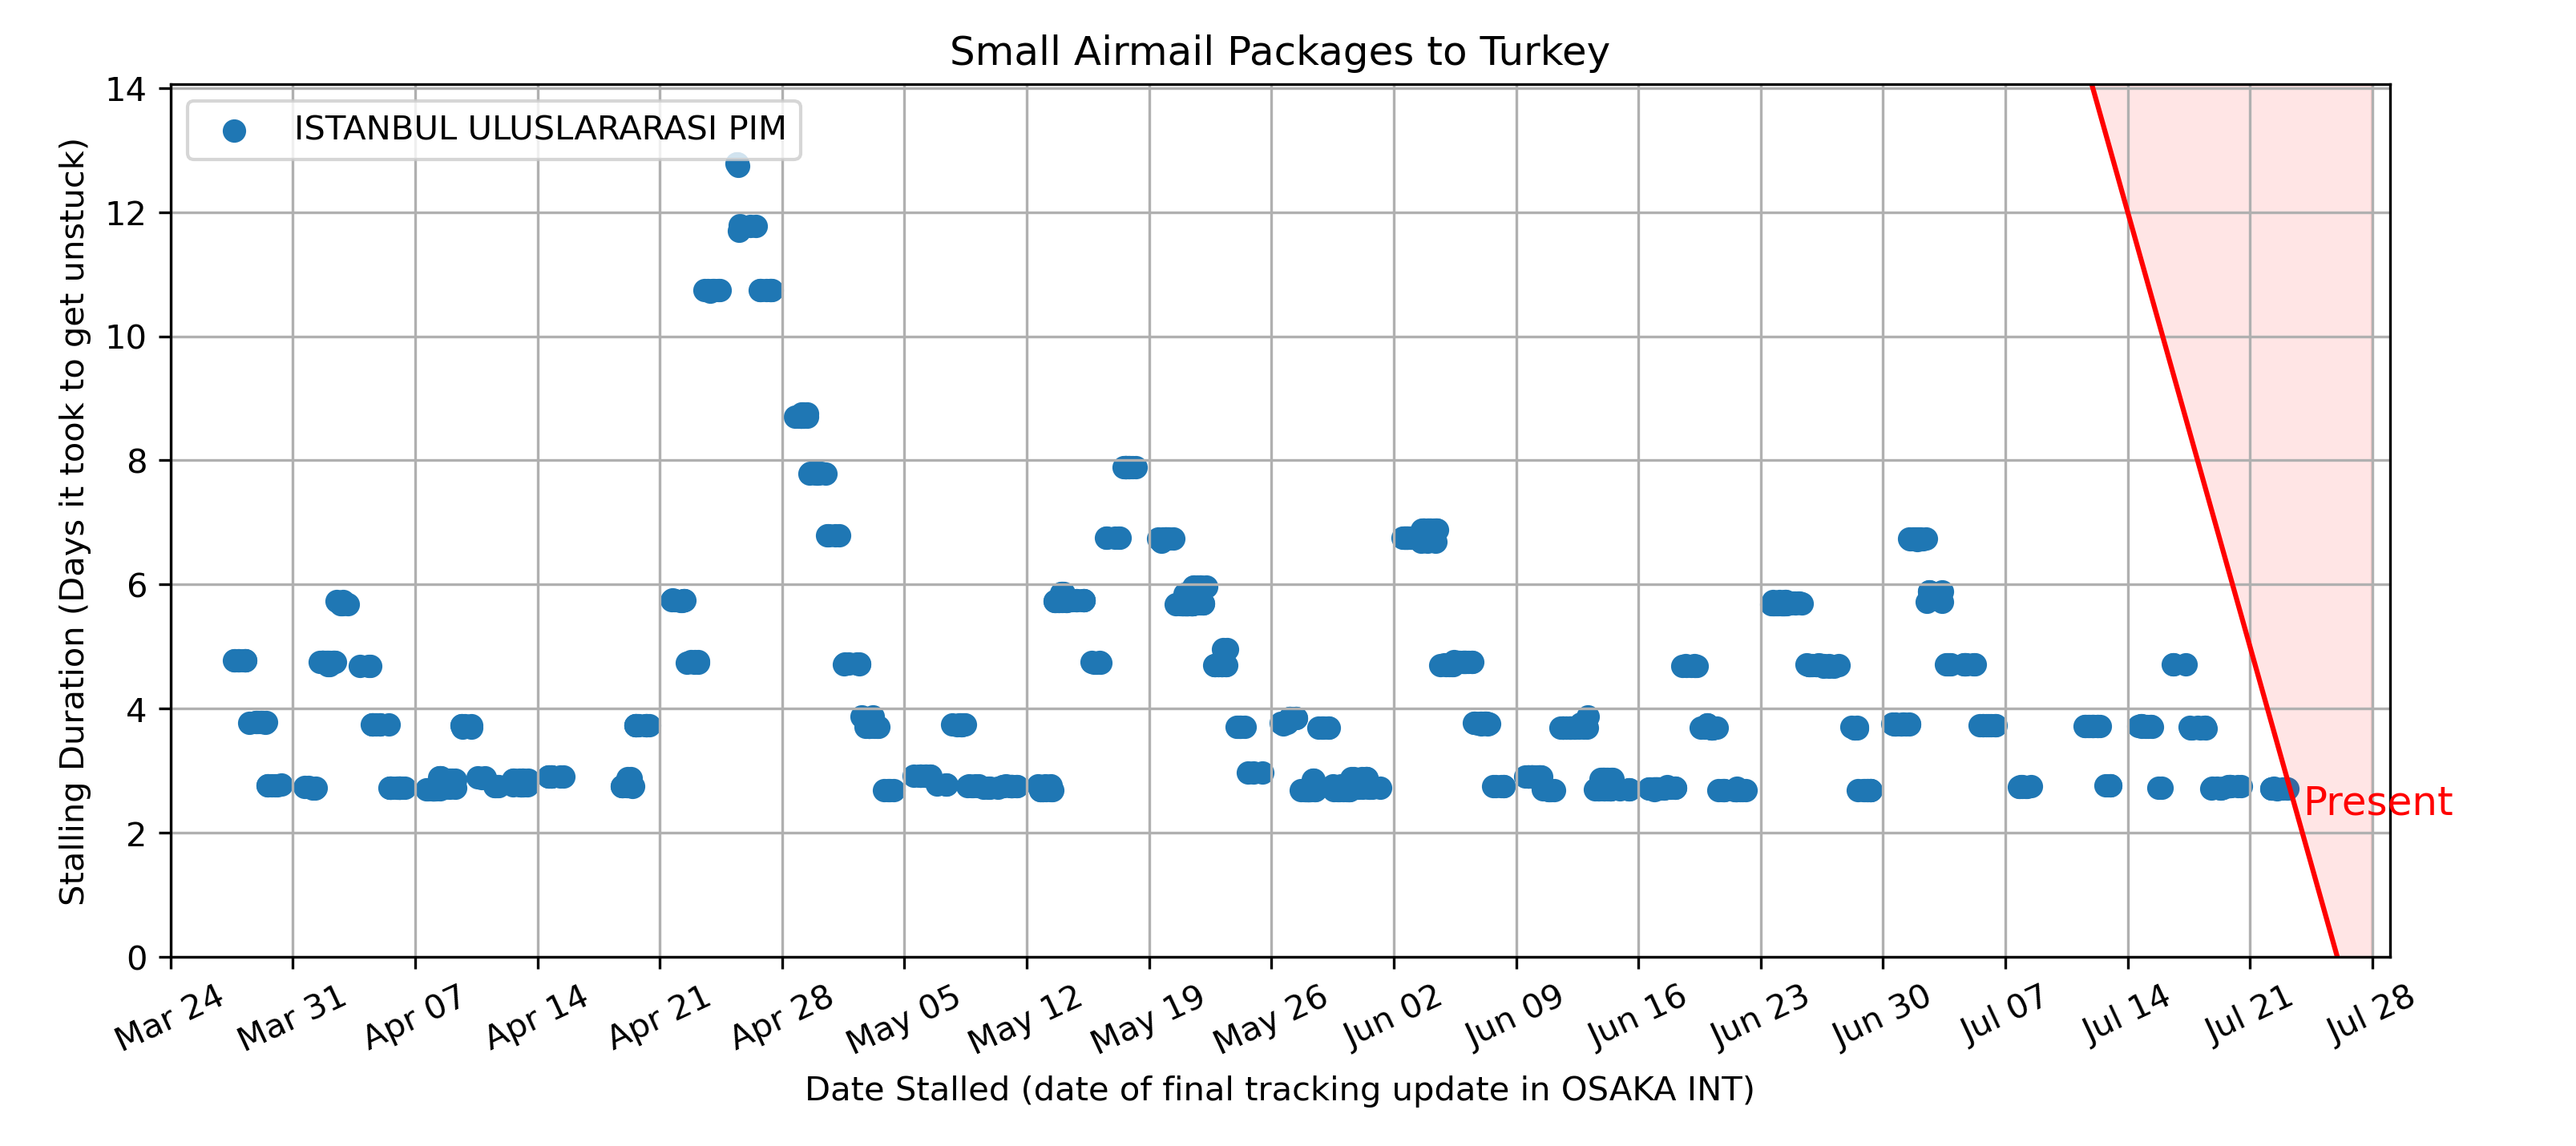 Small Airmail Packages to Turkey
ISTANBUL ULUSLARARASI PIM
Stalling Duration (Days it took to get unstuck)
14
12
10
8
6
4
2
0
Present
Mar 24
Mar 31
Apr 07
Apr 14
Apr 21
Apr 28
May 05
May 12
May 19
May 26
Jun 02
Jun 09
Jun 16
Jun 23
Jun 30
Jul 07
Jul 14
Jul 21
Jul 28
Date Stalled (date of final tracking update in OSAKA INT)